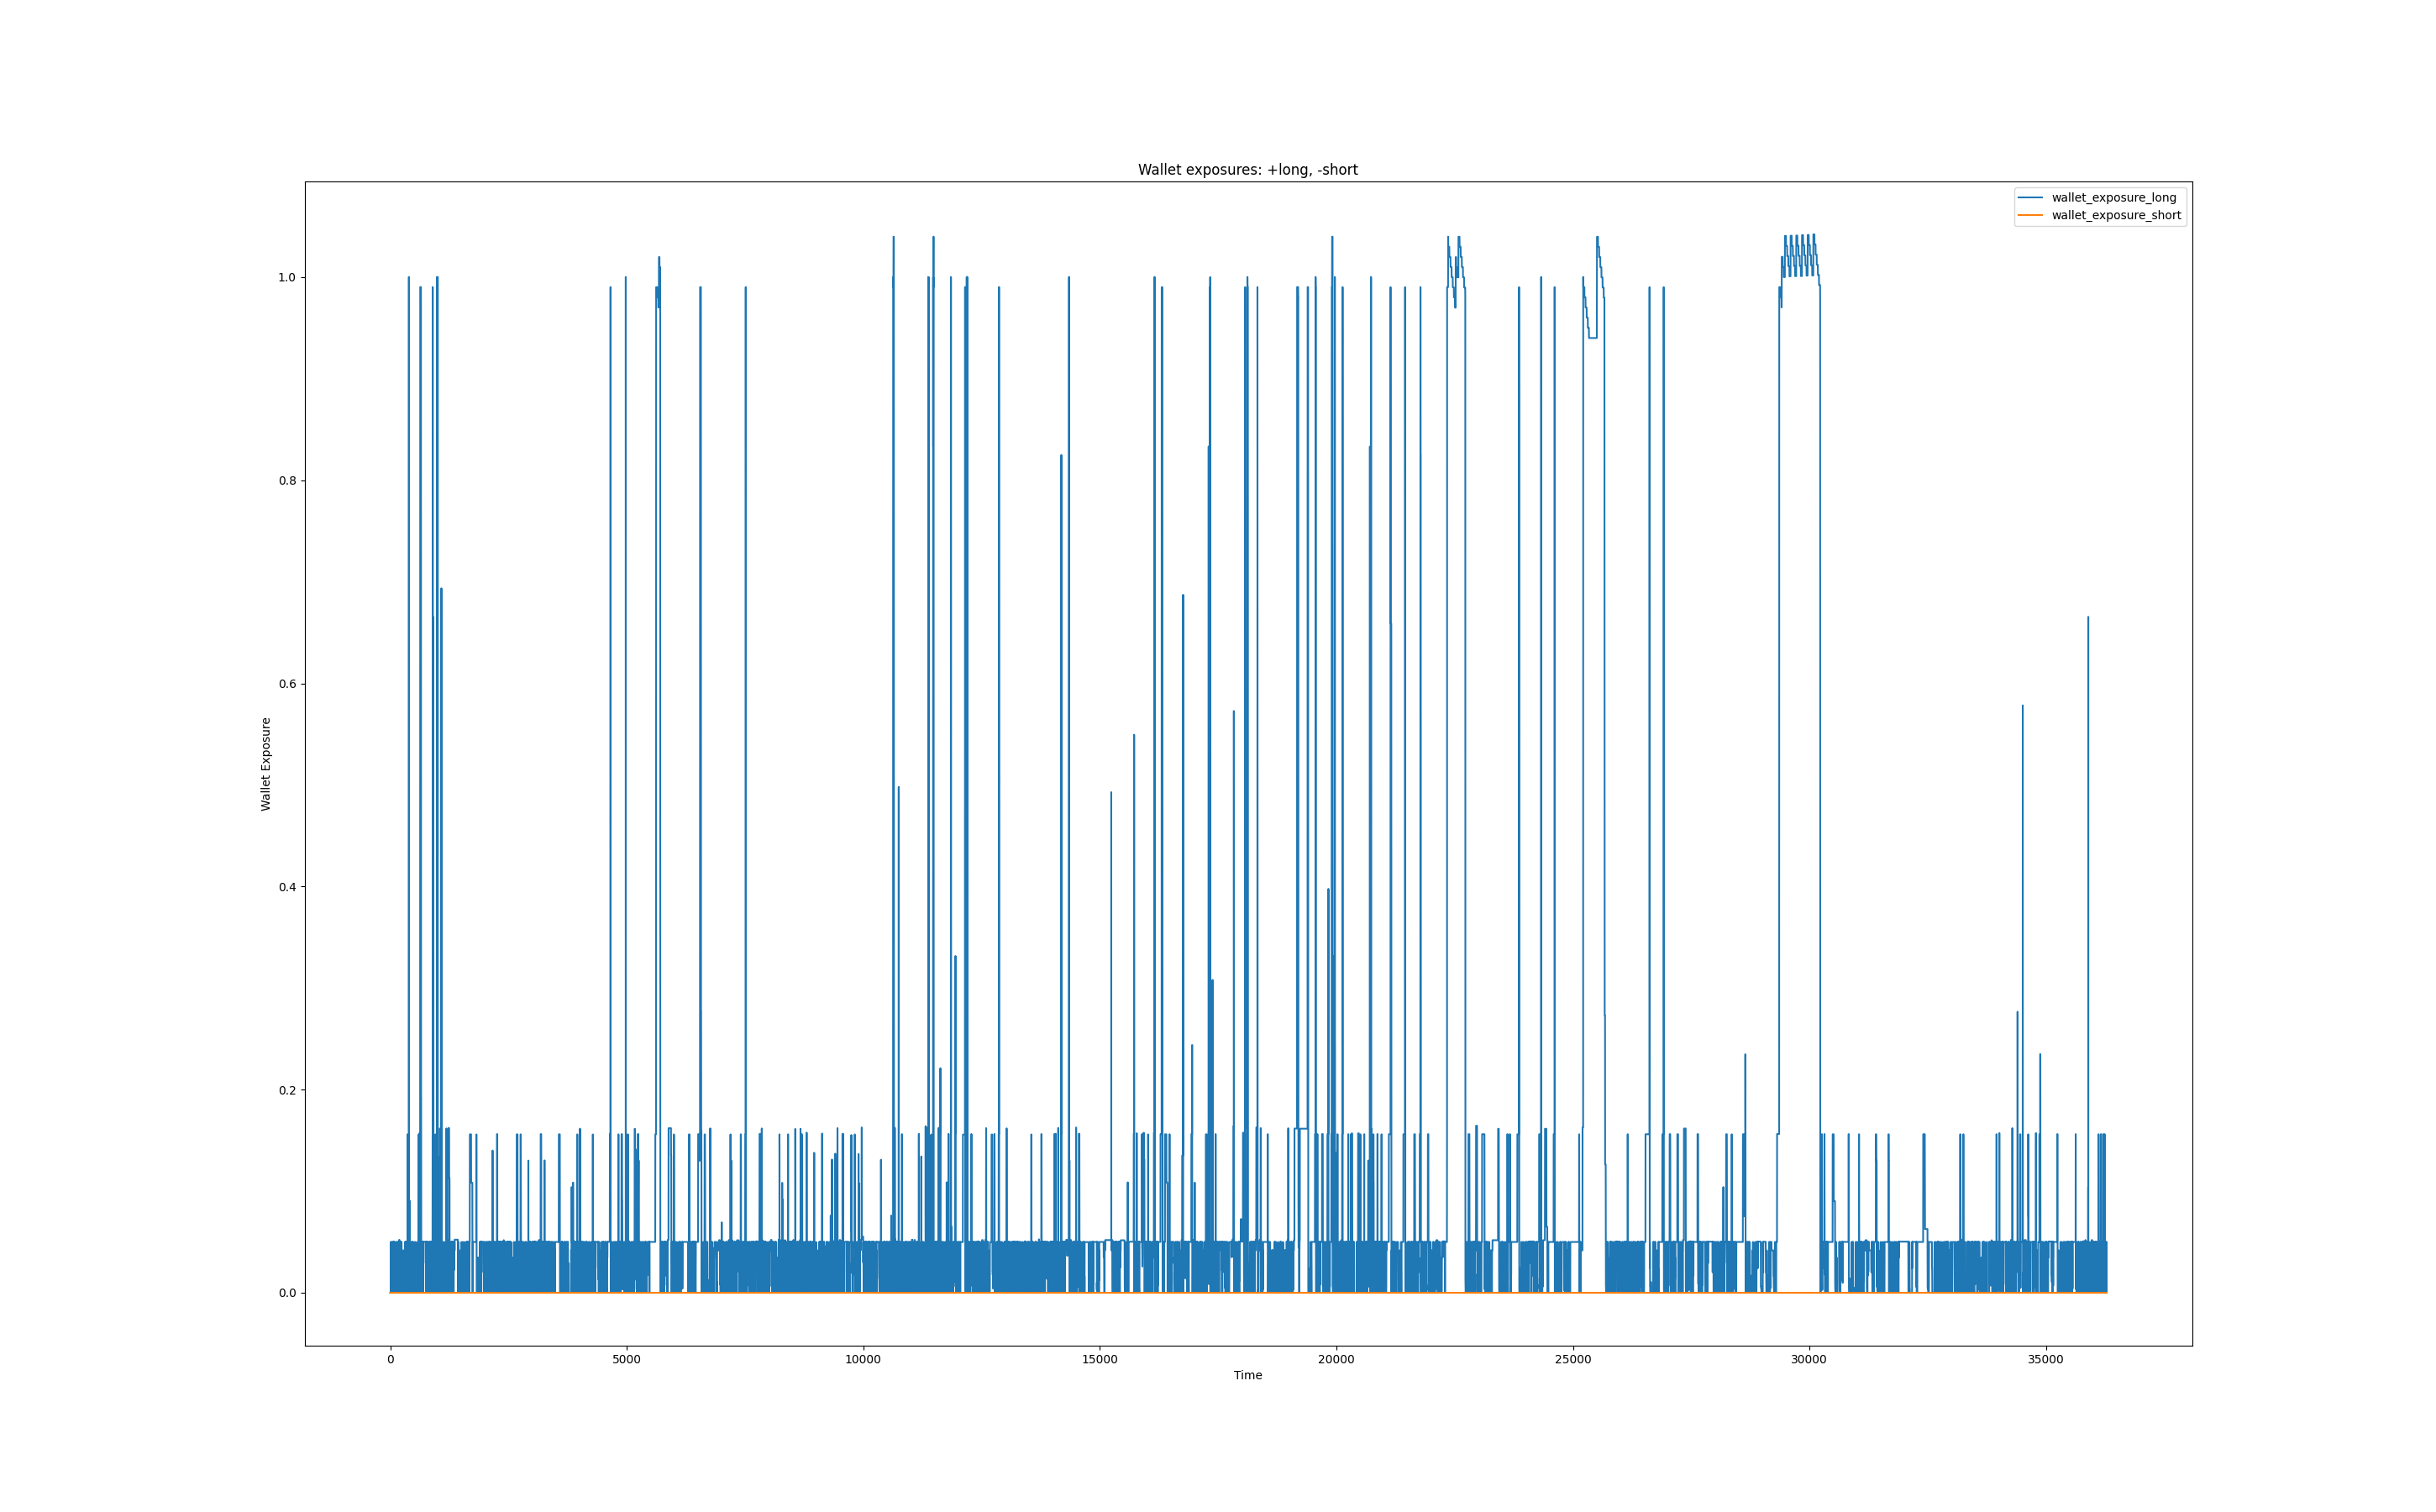 Wallet exposures: +long, -short
wallet_exposure_long
wallet_exposure_short
1.0
0.8
0.6
0.4
0.2
0.0
Wallet Exposure
0 5000 10000 15000 20000 25000 30000 35000
Time